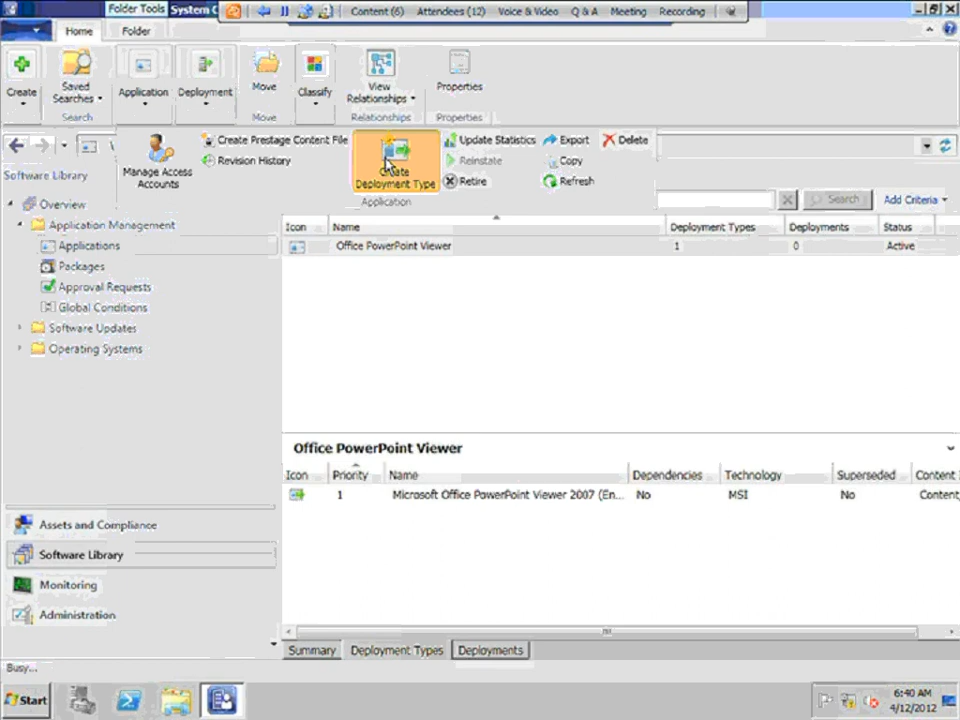 Folder Tools System C Content (6) Attendees (12) Voice & Video Q & A Meeting Recording
Home Folder
Create
Saved Searches
Application
Deployment
Move
Classify
View Relationships
Properties
Search
Move
Relationships
Properties
Manage Access Accounts
Create Prestage Content File
Revision History
Create Deployment Type
Update Statistics
Reinstate
Retire
Export
Copy
Refresh
Delete
Application
Software Library
Search Add Criteria
Overview
Application Management
Applications
Packages
Approval Requests
Global Conditions
Software Updates
Operating Systems
Icon Name Deployment Types Deployments Status
Office PowerPoint Viewer 1 0 Active
Office PowerPoint Viewer
Icon Priority Name Dependencies Technology Superseded Content
1 Microsoft Office PowerPoint Viewer 2007 (En... No MSI No Content,
Assets and Compliance
Software Library
Monitoring
Administration
Summary Deployment Types Deployments
Busy...
Start
6:40 AM
4/12/2012